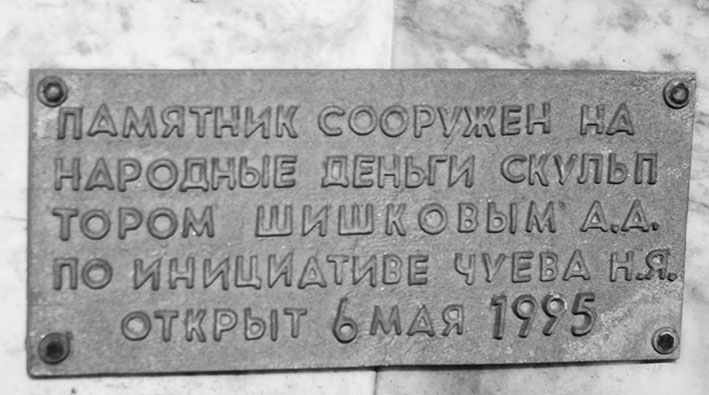 ПАМЯТНИК СООРУЖЕН НА
НАРОДНЫЕ ДЕНЬГИ СКУЛЬП
ТОРОМ ШИШКОВЫМ А.А.
ПО ИНИЦИАТИВЕ ЧУЕВА Н.Я.
ОТКРЫТ 6 МАЯ 1995